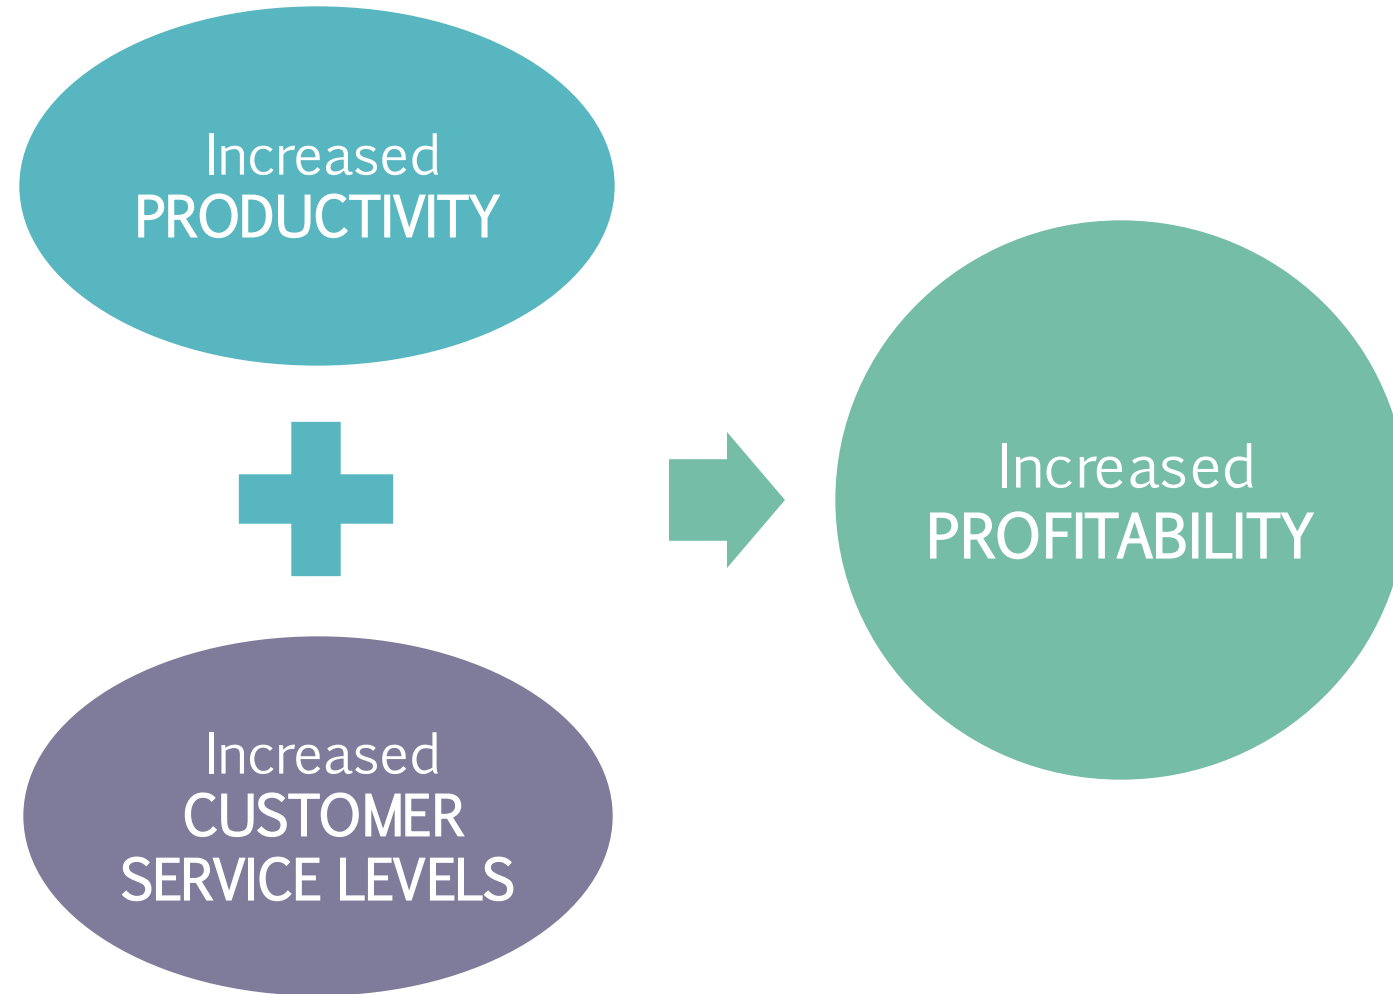 Increased
PRODUCTIVITY
Increased
CUSTOMER
SERVICE LEVELS
Increased
PROFITABILITY